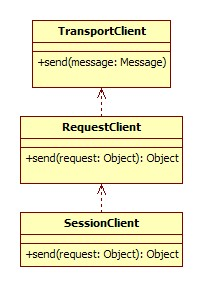 TransportClient
+send(message: Message)
RequestClient
+send(request: Object): Object
SessionClient
+send(request: Object): Object